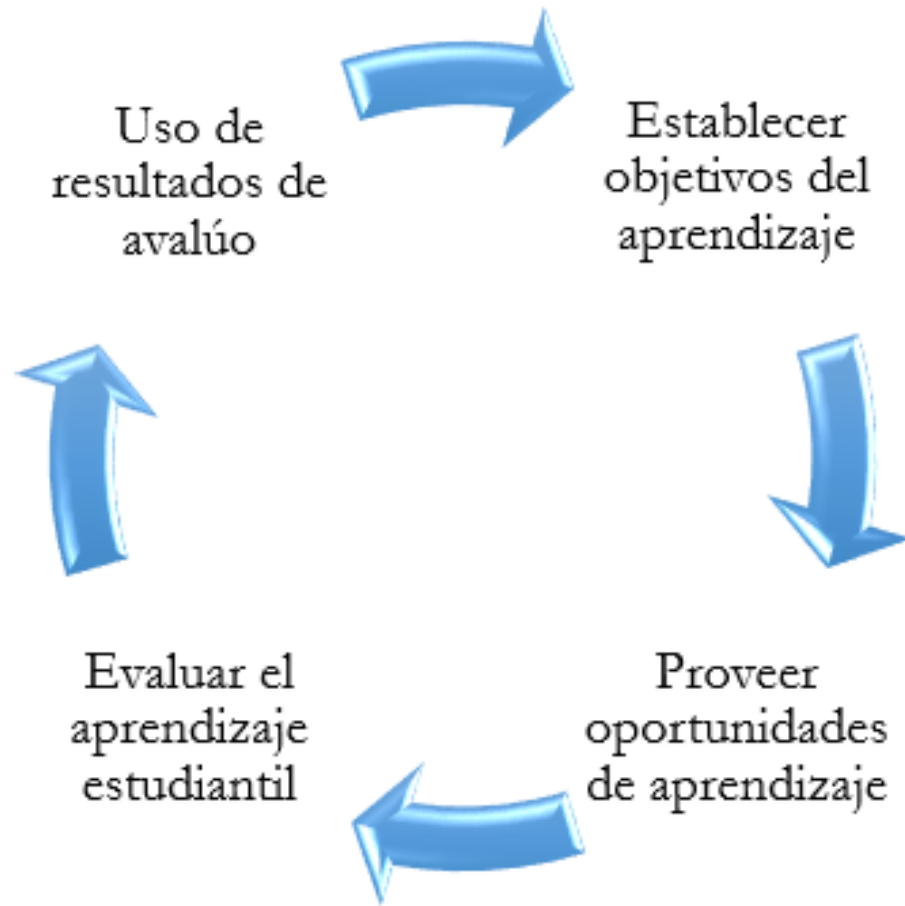 Uso de
resultados de
avalúo
Establecer
objetivos del
aprendizaje
Evaluar el
aprendizaje
estudiantil
Proveer
oportunidades
de aprendizaje